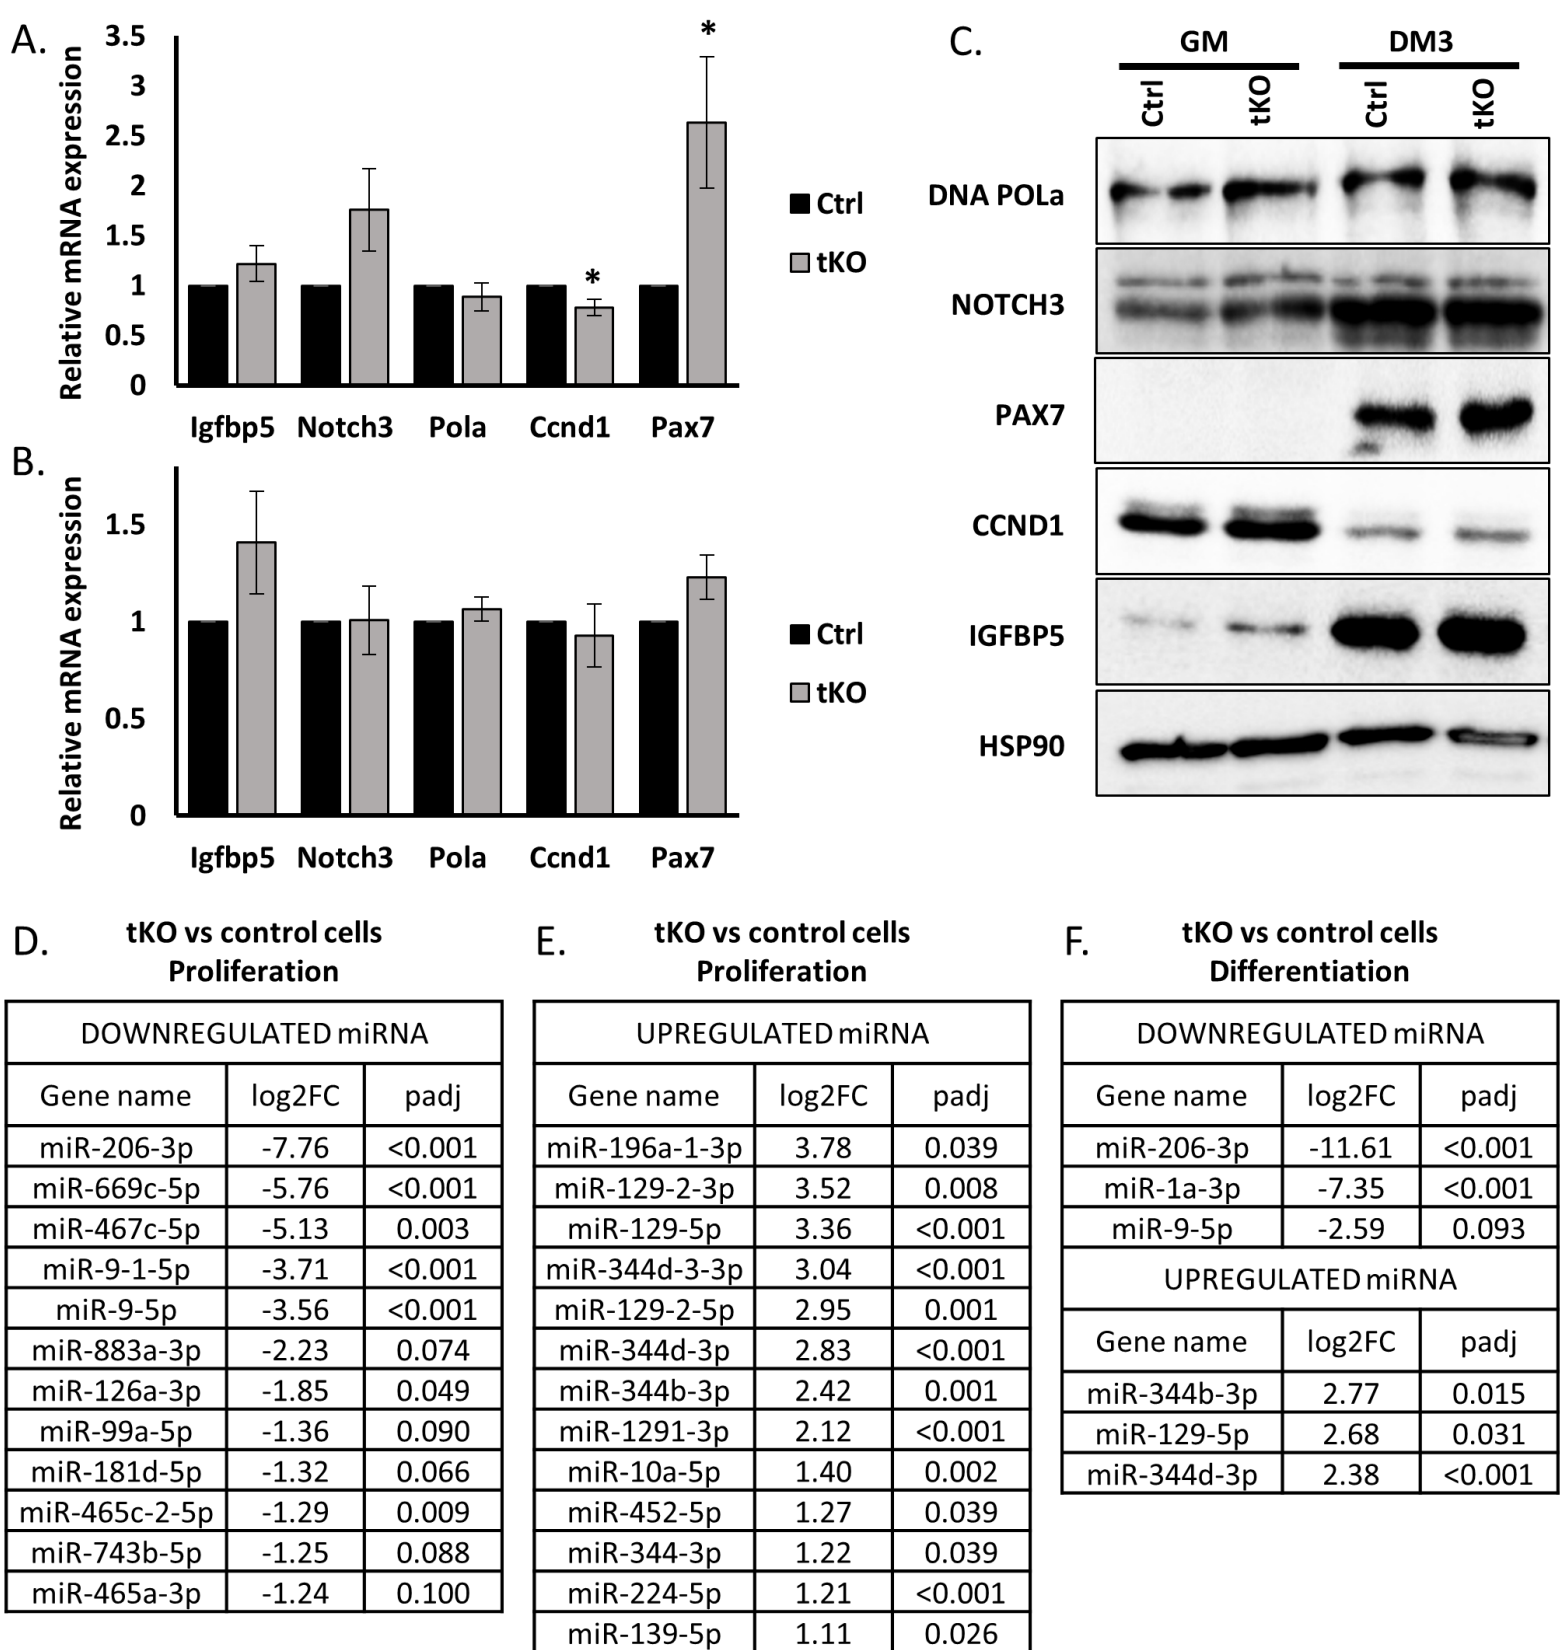 A.
Relative mRNA expression
3.5
3
2.5
2
1.5
1
0.5
0
*
*
Igfbp5 Notch3 Pola Ccnd1 Pax7
Ctrl
tKO
B.
Relative mRNA expression
1.5
1
0.5
0
Igfbp5 Notch3 Pola Ccnd1 Pax7
Ctrl
tKO
C.
GM DM3
Ctrl tKO Ctrl tKO
DNA POLa
NOTCH3
PAX7
CCND1
IGFBP5
HSP90
D.
tKO vs control cells
Proliferation
DOWNREGULATED miRNA
Gene name log2FC padj
miR-206-3p -7.76 <0.001
miR-669c-5p -5.76 <0.001
miR-467c-5p -5.13 0.003
miR-9-1-5p -3.71 <0.001
miR-9-5p -3.56 <0.001
miR-883a-3p -2.23 0.074
miR-126a-3p -1.85 0.049
miR-99a-5p -1.36 0.090
miR-181d-5p -1.32 0.066
miR-465c-2-5p -1.29 0.009
miR-743b-5p -1.25 0.088
miR-465a-3p -1.24 0.100
E.
tKO vs control cells
Proliferation
UPREGULATED miRNA
Gene name log2FC padj
miR-196a-1-3p 3.78 0.039
miR-129-2-3p 3.52 0.008
miR-129-5p 3.36 <0.001
miR-344d-3-3p 3.04 <0.001
miR-129-2-5p 2.95 0.001
miR-344d-3p 2.83 <0.001
miR-344b-3p 2.42 0.001
miR-1291-3p 2.12 <0.001
miR-10a-5p 1.40 0.002
miR-452-5p 1.27 0.039
miR-344-3p 1.22 0.039
miR-224-5p 1.21 <0.001
miR-139-5p 1.11 0.026
F.
tKO vs control cells
Differentiation
DOWNREGULATED miRNA
Gene name log2FC padj
miR-206-3p -11.61 <0.001
miR-1a-3p -7.35 <0.001
miR-9-5p -2.59 0.093
UPREGULATED miRNA
Gene name log2FC padj
miR-344b-3p 2.77 0.015
miR-129-5p 2.68 0.031
miR-344d-3p 2.38 <0.001